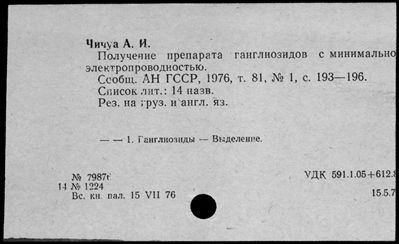 Чичуа А. И.
Получение препарата ганглиозидов с минимально
электропроводностью.
Сообщ. АН ГССР, 1976, т. 81, № 1, с. 193—196.
Список лит.: 14 назв.
Рез. на груз. и англ. яз.
— — 1. Ганглиозиды — Выделение.
№ 7987
УДК 591.1.05+612.8
14 № 1224
15.5.7
Вс. кн. пал. 15 VII 76